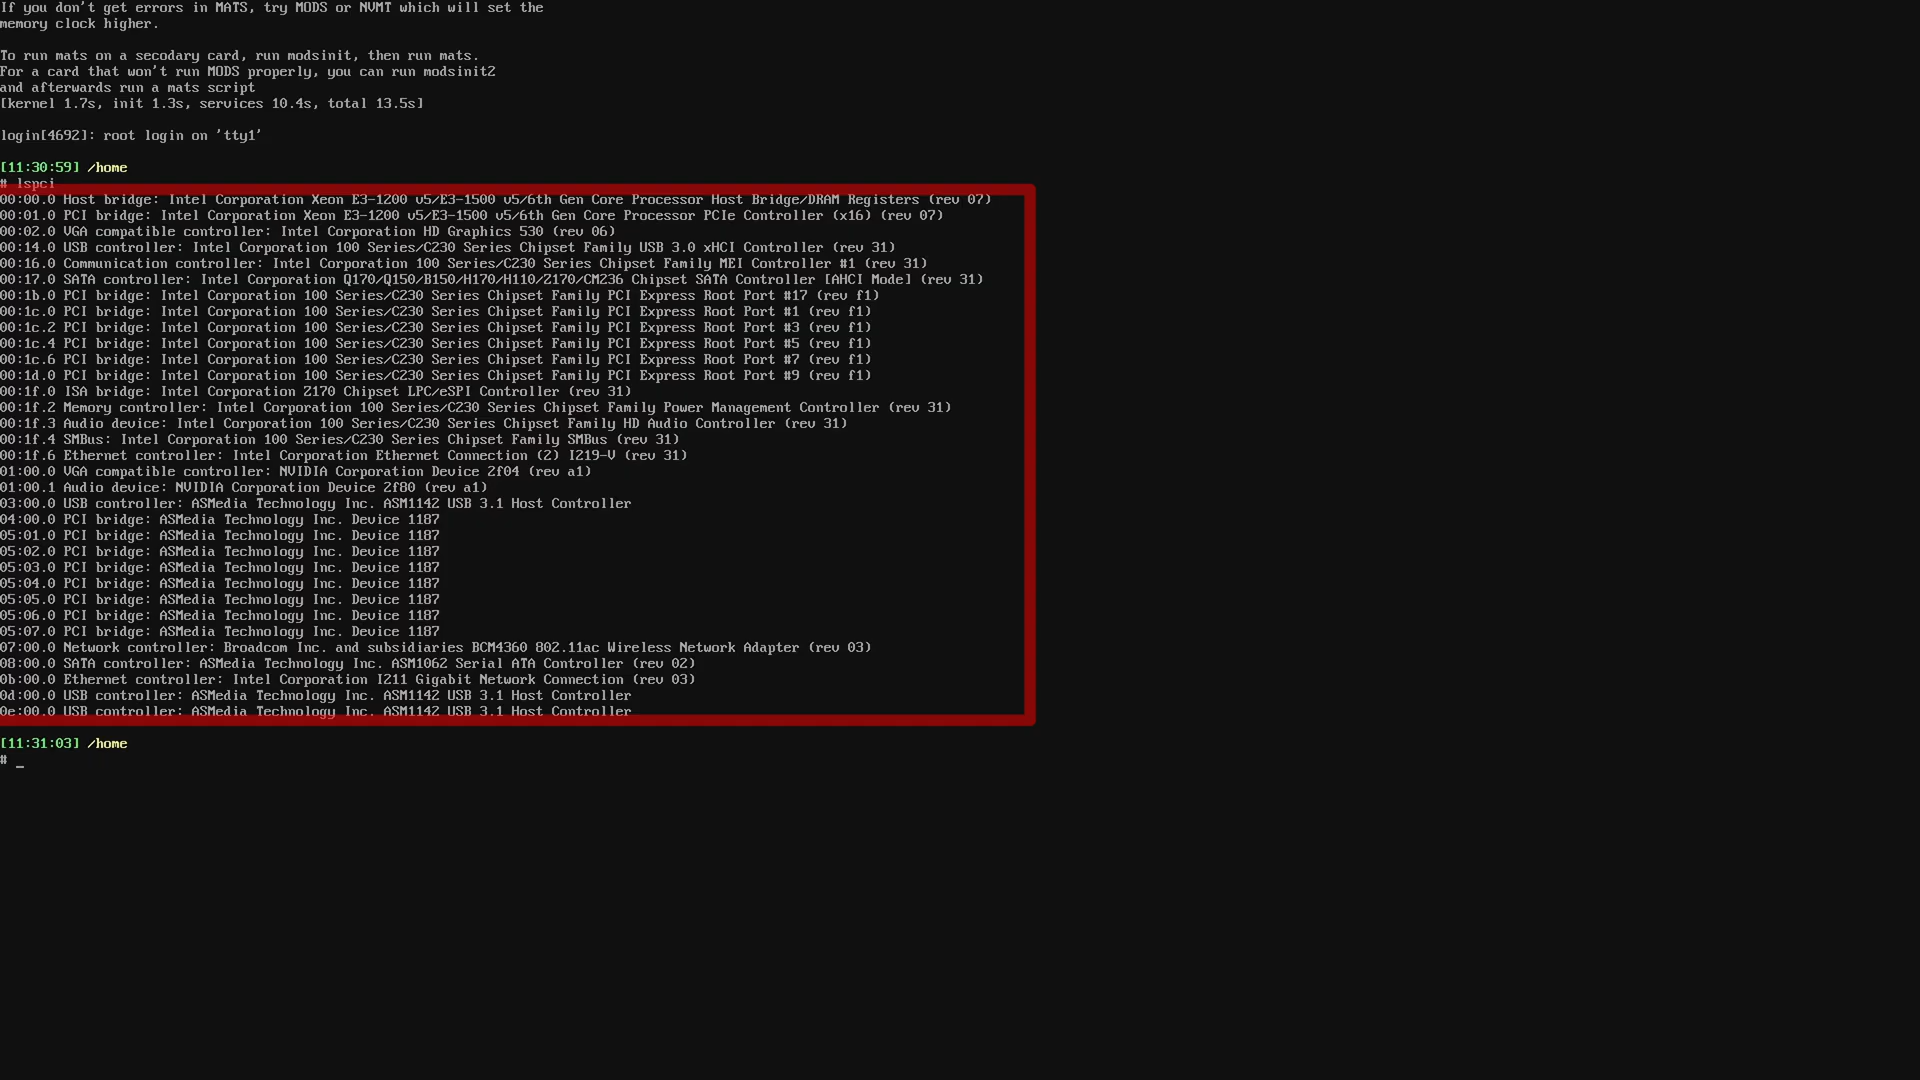 If you don't get errors in MATS, try MODS or NVMT which will set the
memory clock higher.
To run mats on a secodary card, run modsinit, then run mats.
For a card that won't run MODS properly, you can run modsinit2
and afterwards run a mats script
[kernel 1.7s, init 1.3s, services 10.4s, total 13.5s]
login[4692]: root login on 'tty1'
[11:30:59] /home
# lspci
00:00.0 Host bridge: Intel Corporation Xeon E3-1200 v5/E3-1500 v5/6th Gen Core Processor Host Bridge/DRAM Registers (rev 07)
00:01.0 PCI bridge: Intel Corporation Xeon E3-1200 v5/E3-1500 v5/6th Gen Core Processor PCIe Controller (x16) (rev 07)
00:02.0 VGA compatible controller: Intel Corporation HD Graphics 530 (rev 06)
00:14.0 USB controller: Intel Corporation 100 Series/C230 Series Chipset Family USB 3.0 xHCI Controller (rev 31)
00:16.0 Communication controller: Intel Corporation 100 Series/C230 Series Chipset Family MEI Controller #1 (rev 31)
00:17.0 SATA controller: Intel Corporation Q170/Q150/B150/H170/H110/Z170/CM236 Chipset SATA Controller [AHCI Mode] (rev 31)
00:1b.0 PCI bridge: Intel Corporation 100 Series/C230 Series Chipset Family PCI Express Root Port #17 (rev f1)
00:1c.0 PCI bridge: Intel Corporation 100 Series/C230 Series Chipset Family PCI Express Root Port #1 (rev f1)
00:1c.2 PCI bridge: Intel Corporation 100 Series/C230 Series Chipset Family PCI Express Root Port #3 (rev f1)
00:1c.4 PCI bridge: Intel Corporation 100 Series/C230 Series Chipset Family PCI Express Root Port #5 (rev f1)
00:1c.6 PCI bridge: Intel Corporation 100 Series/C230 Series Chipset Family PCI Express Root Port #7 (rev f1)
00:1d.0 PCI bridge: Intel Corporation 100 Series/C230 Series Chipset Family PCI Express Root Port #9 (rev f1)
00:1f.0 ISA bridge: Intel Corporation Z170 Chipset LPC/eSPI Controller (rev 31)
00:1f.2 Memory controller: Intel Corporation 100 Series/C230 Series Chipset Family Power Management Controller (rev 31)
00:1f.3 Audio device: Intel Corporation 100 Series/C230 Series Chipset Family HD Audio Controller (rev 31)
00:1f.4 SMBus: Intel Corporation 100 Series/C230 Series Chipset Family SMBus (rev 31)
00:1f.6 Ethernet controller: Intel Corporation Ethernet Connection (2) I219-V (rev 31)
01:00.0 VGA compatible controller: NVIDIA Corporation Device 2f04 (rev a1)
01:00.1 Audio device: NVIDIA Corporation Device 2f80 (rev a1)
03:00.0 USB controller: ASMedia Technology Inc. ASM1142 USB 3.1 Host Controller
04:00.0 PCI bridge: ASMedia Technology Inc. Device 1187
05:01.0 PCI bridge: ASMedia Technology Inc. Device 1187
05:02.0 PCI bridge: ASMedia Technology Inc. Device 1187
05:03.0 PCI bridge: ASMedia Technology Inc. Device 1187
05:04.0 PCI bridge: ASMedia Technology Inc. Device 1187
05:05.0 PCI bridge: ASMedia Technology Inc. Device 1187
05:06.0 PCI bridge: ASMedia Technology Inc. Device 1187
05:07.0 PCI bridge: ASMedia Technology Inc. Device 1187
07:00.0 Network controller: Broadcom Inc. and subsidiaries BCM4360 802.11ac Wireless Network Adapter (rev 03)
08:00.0 SATA controller: ASMedia Technology Inc. ASM1062 Serial ATA Controller (rev 02)
0b:00.0 Ethernet controller: Intel Corporation I211 Gigabit Network Connection (rev 03)
0d:00.0 USB controller: ASMedia Technology Inc. ASM1142 USB 3.1 Host Controller
0e:00.0 USB controller: ASMedia Technology Inc. ASM1142 USB 3.1 Host Controller
[11:31:03] /home
# _